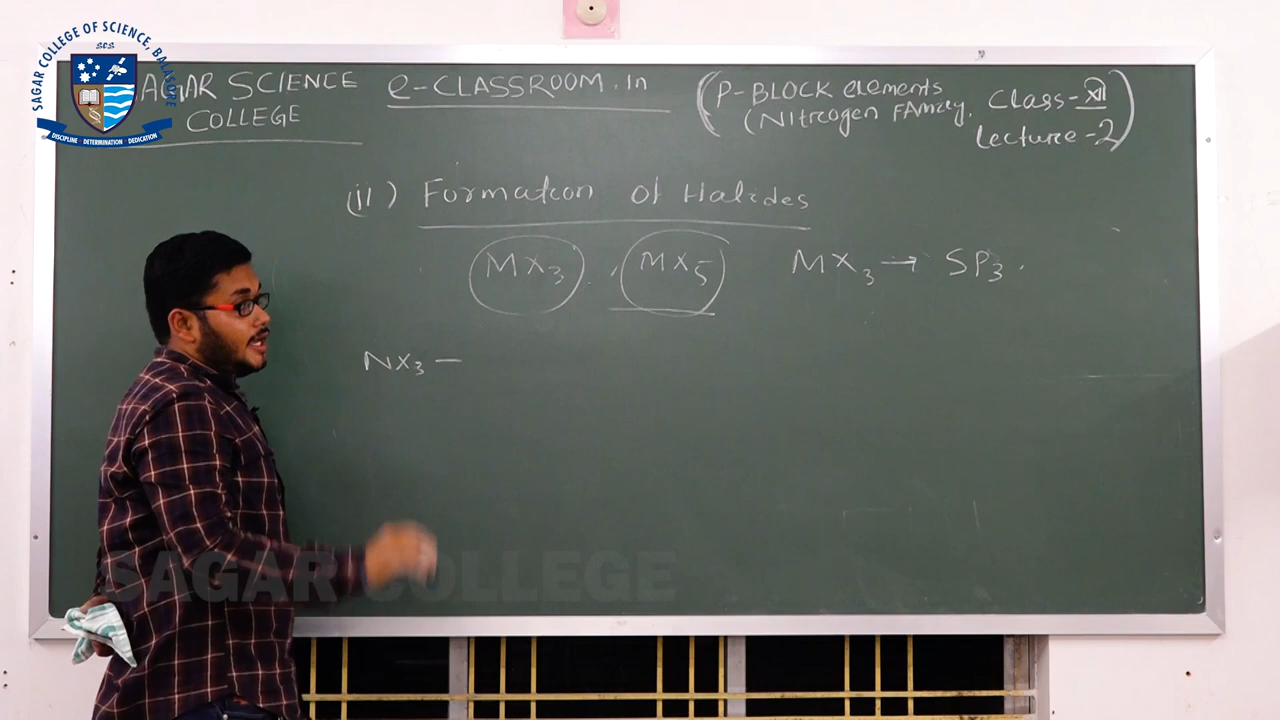 SAGAR COLLEGE OF SCIENCE, BALASORE
SCS
DISCIPLINE DETERMINATION DEDICATION
AGAR SCIENCE
COLLEGE
e-CLASSROOM.In
(P-BLOCK elements
(Nitrogen FAmily,
Class-XII
Lecture-2)
(ii) Formation of Halides
MX3, MX5 MX3 → SP3.
NX3 -
SAGAR COLLEGE